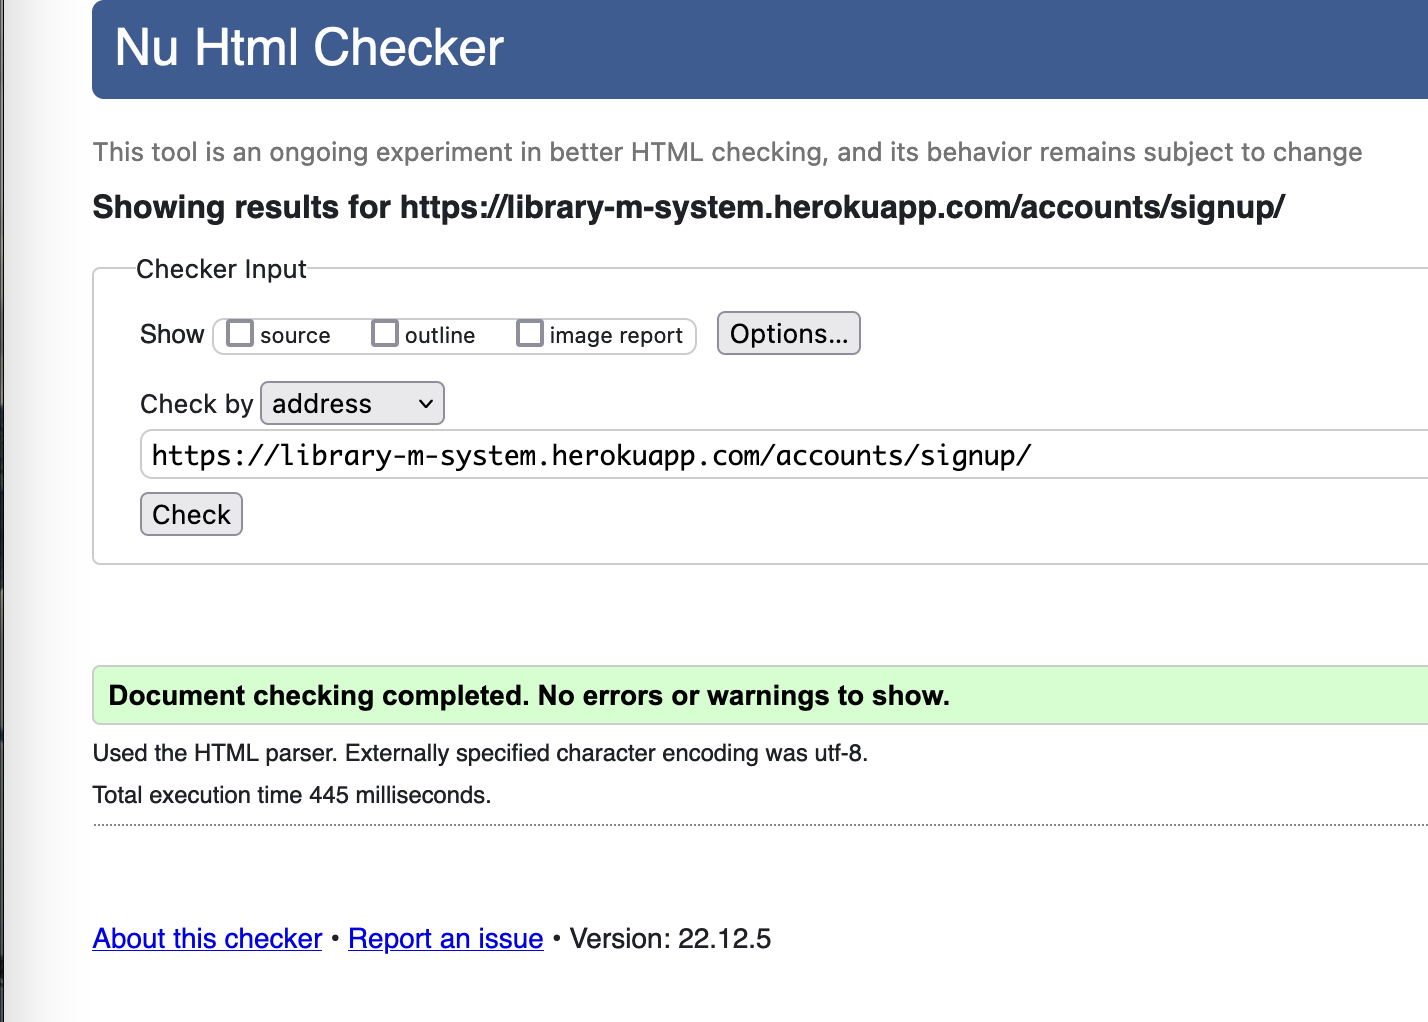 Nu Html Checker
This tool is an ongoing experiment in better HTML checking, and its behavior remains subject to change
Showing results for https://library-m-system.herokuapp.com/accounts/signup/
Checker Input
Show source outline image report Options...
Check by address
https://library-m-system.herokuapp.com/accounts/signup/
Check
Document checking completed. No errors or warnings to show.
Used the HTML parser. Externally specified character encoding was utf-8.
Total execution time 445 milliseconds.
About this checker • Report an issue • Version: 22.12.5